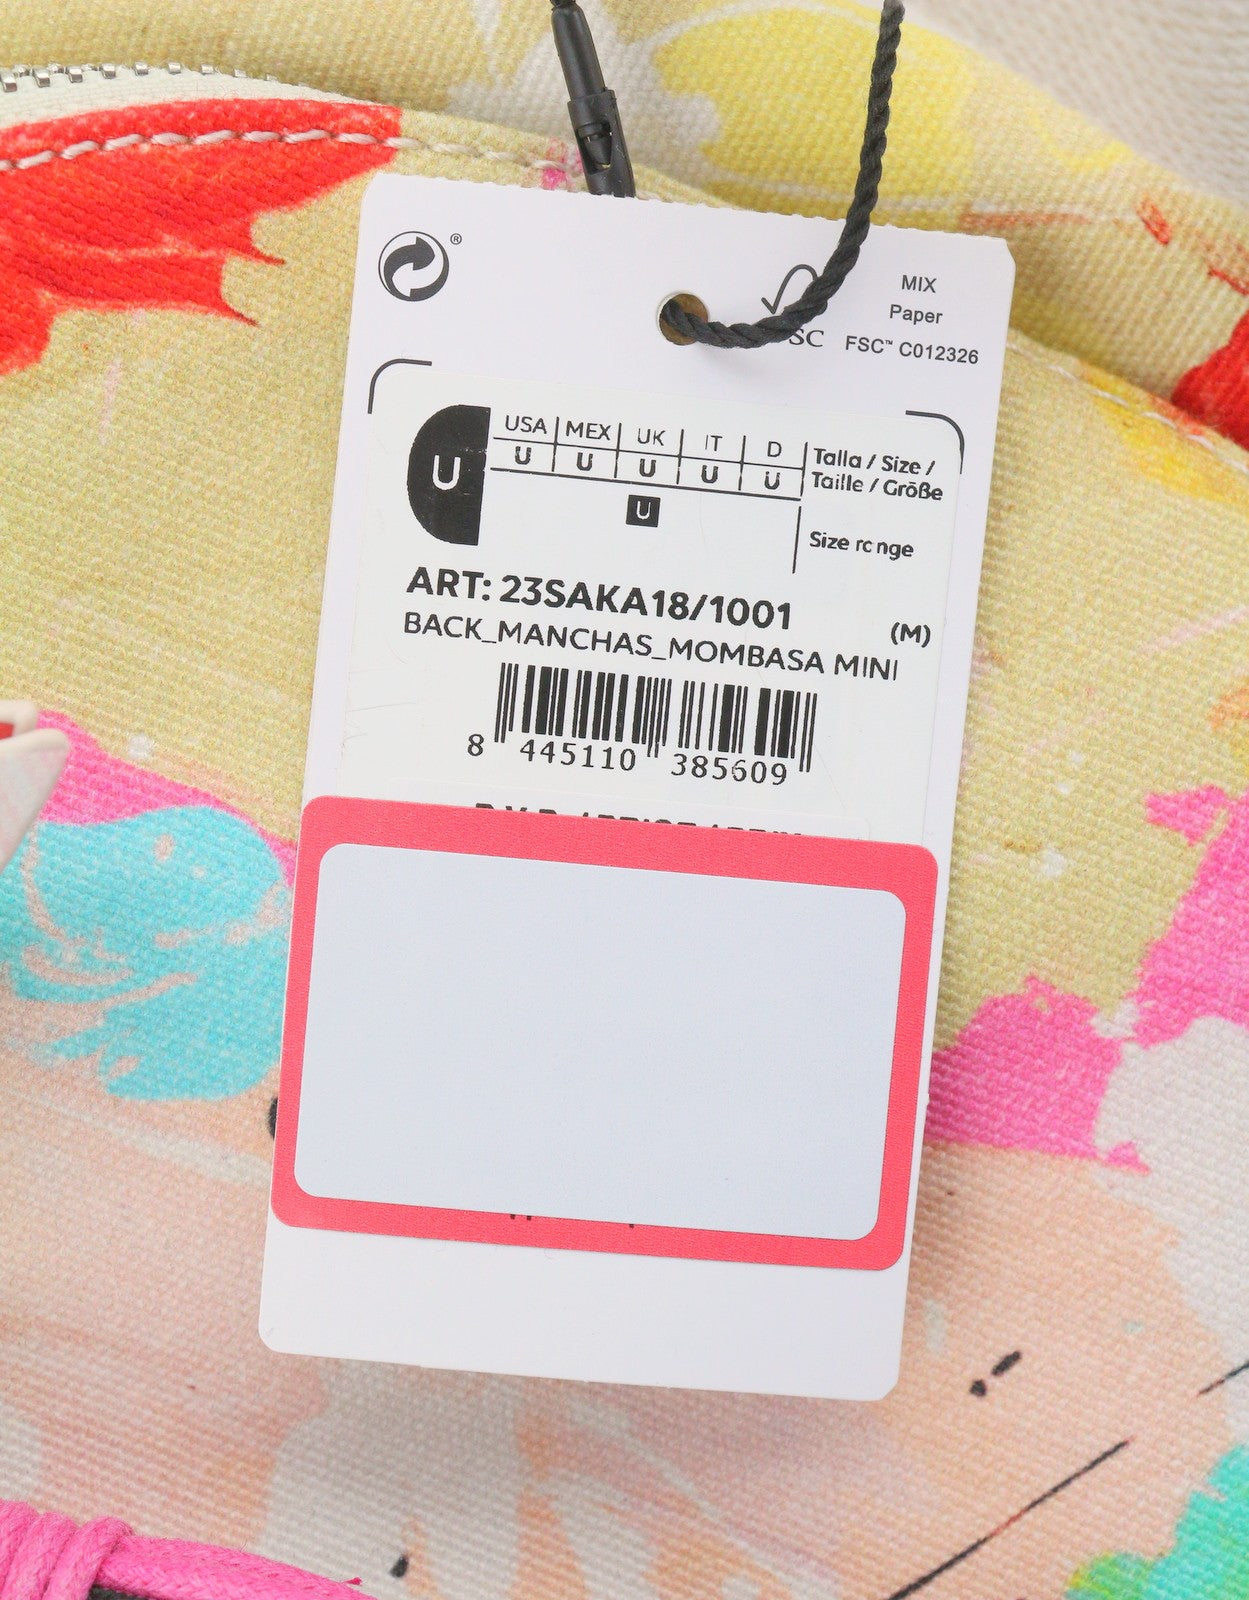 ®
MIX
Paper
FSC™ C012326
USA MEX UK IT D
U U U U U
Talla / Size /
Taille / Größe
U
U
Size range
ART: 23SAKA18/1001
(M)
BACK_MANCHAS_MOMBASA MINI
8 445110 385609